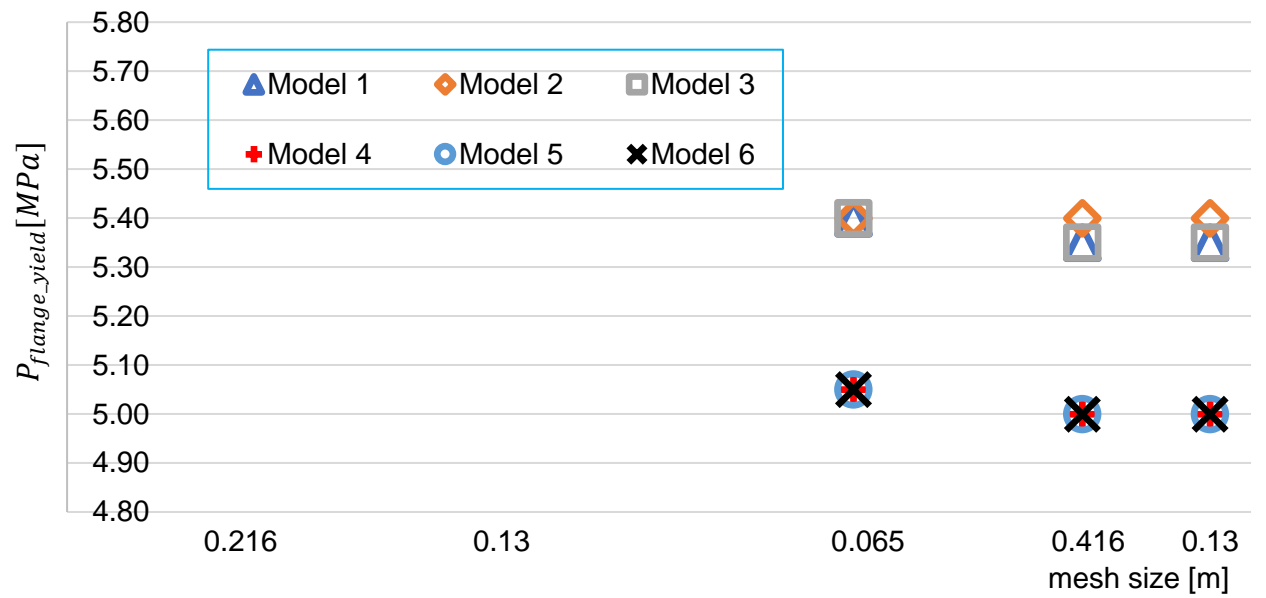 5.80
5.70
5.60
5.50
5.40
5.30
5.20
5.10
5.00
4.90
4.80
P_flange_yield[MPa]
Model 1 Model 2 Model 3
Model 4 Model 5 Model 6
0.216 0.13 0.065 0.416 0.13
mesh size [m]